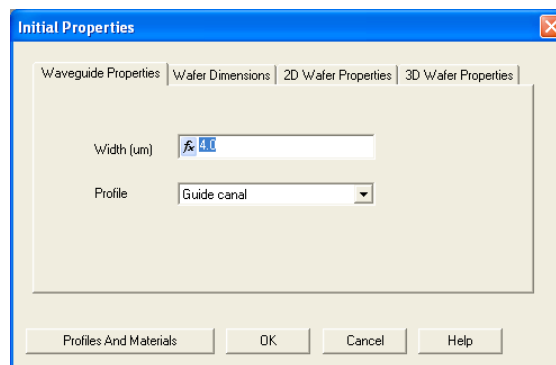 Initial Properties
Waveguide Properties Wafer Dimensions 2D Wafer Properties 3D Wafer Properties
Width (um) fx 4.0
Profile Guide canal
Profiles And Materials OK Cancel Help